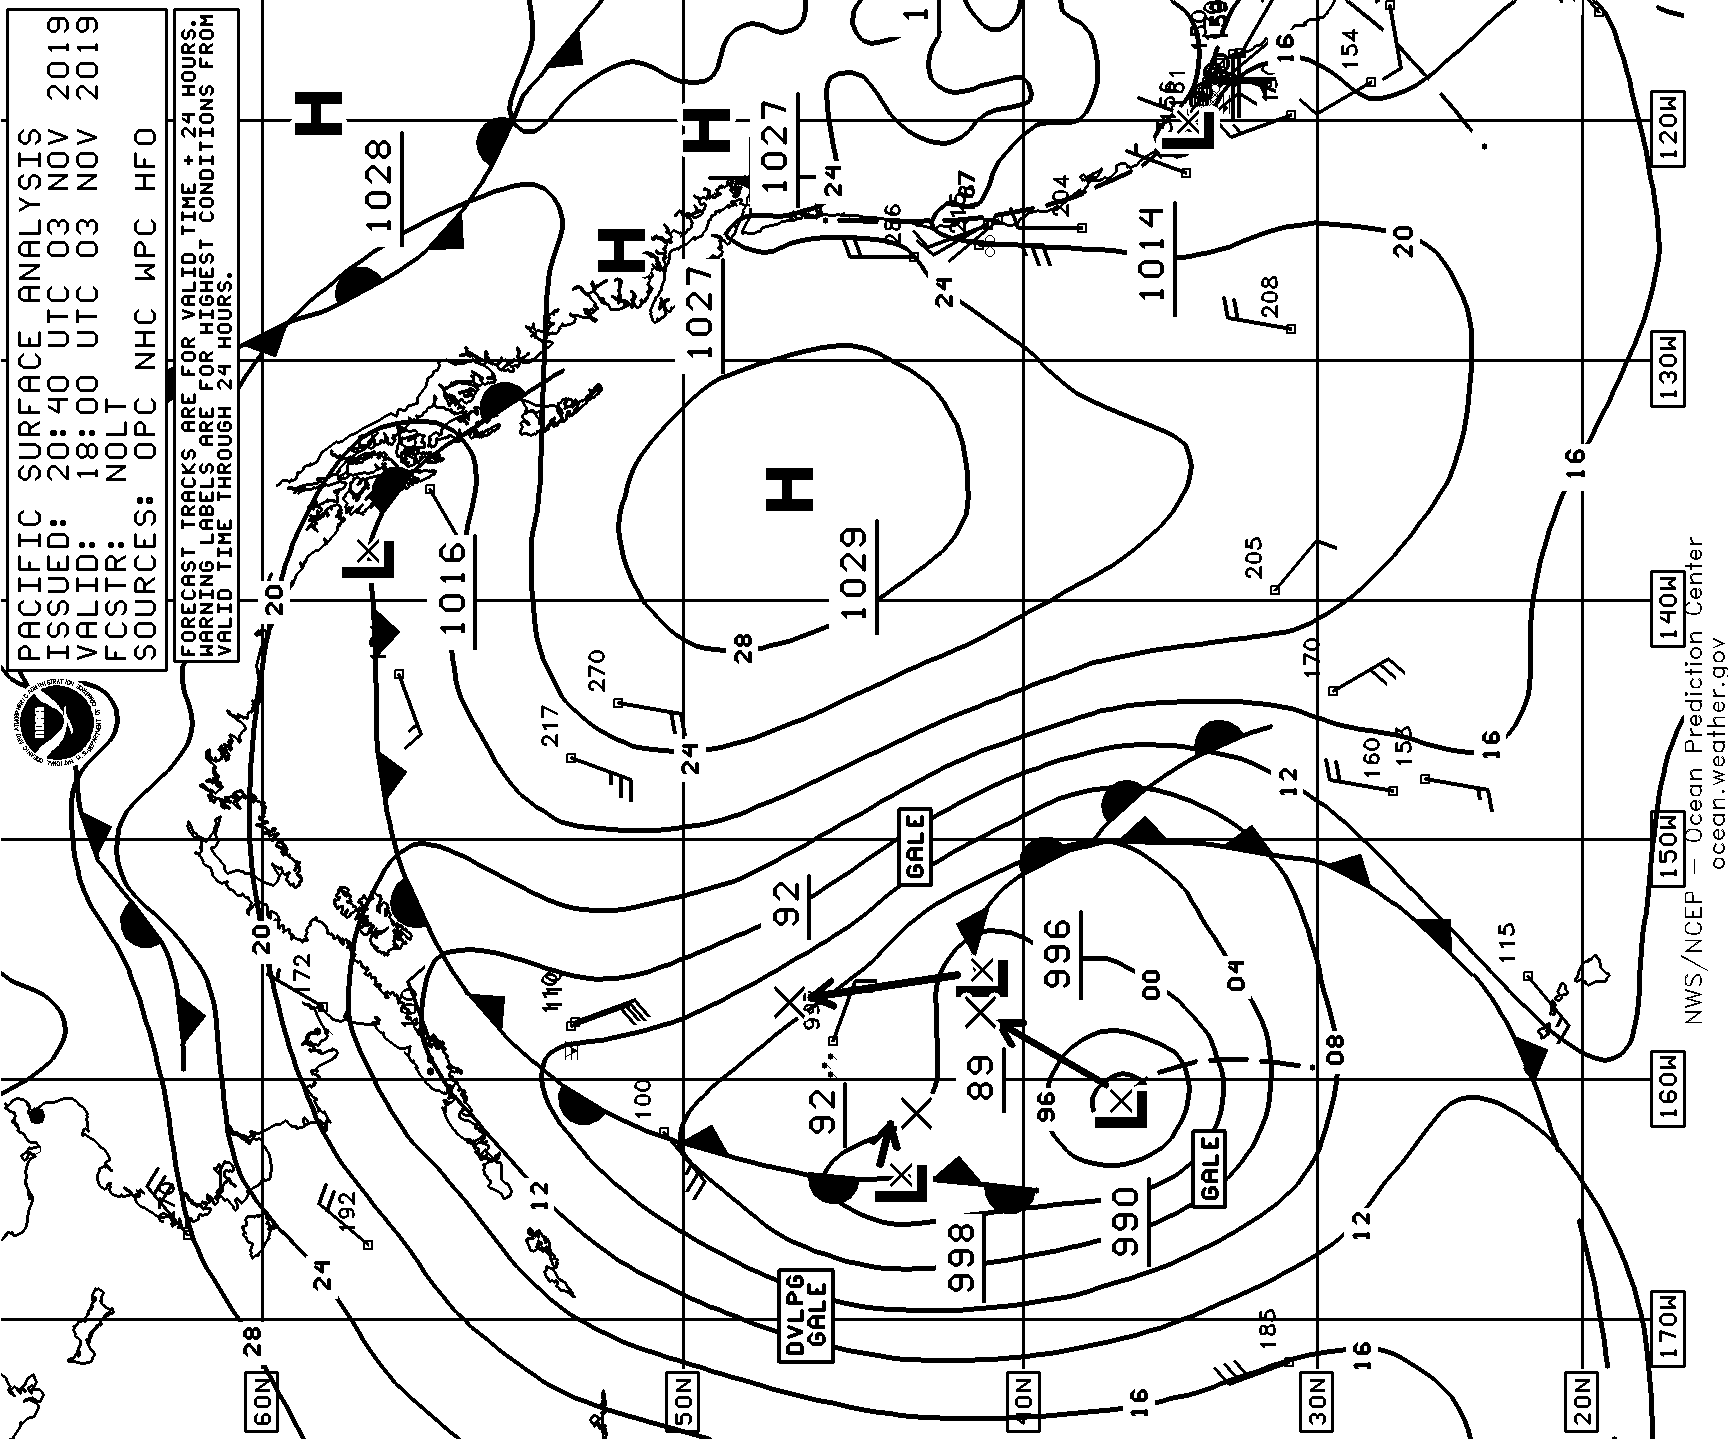 PACIFIC SURFACE ANALYSIS
ISSUED: 20:40 UTC 03 NOV 2019
VALID: 18:00 UTC 03 NOV 2019
FCSTR: NOLT
SOURCES: OPC NHC WPC HFO
FORECAST TRACKS ARE FOR VALID TIME + 24 HOURS.
WARNING LABELS ARE FOR HIGHEST CONDITIONS FROM
VALID TIME THROUGH 24 HOURS.
NOAA
H
1028
H
1027
H
1027
H
1029
28
L
1016
L
1014
L
996
L
990
L
998
92
89
92
GALE
GALE
DVLPG
GALE
24
24
24
24
20
20
20
16
16
16
16
16
12
12
12
08
04
00
96
28
154
204
286
208
205
170
160
115
185
192
172
100
217
270
110
60N
50N
40N
30N
20N
120W
130W
140W
150W
160W
170W
NWS/NCEP – Ocean Prediction Center
ocean.weather.gov